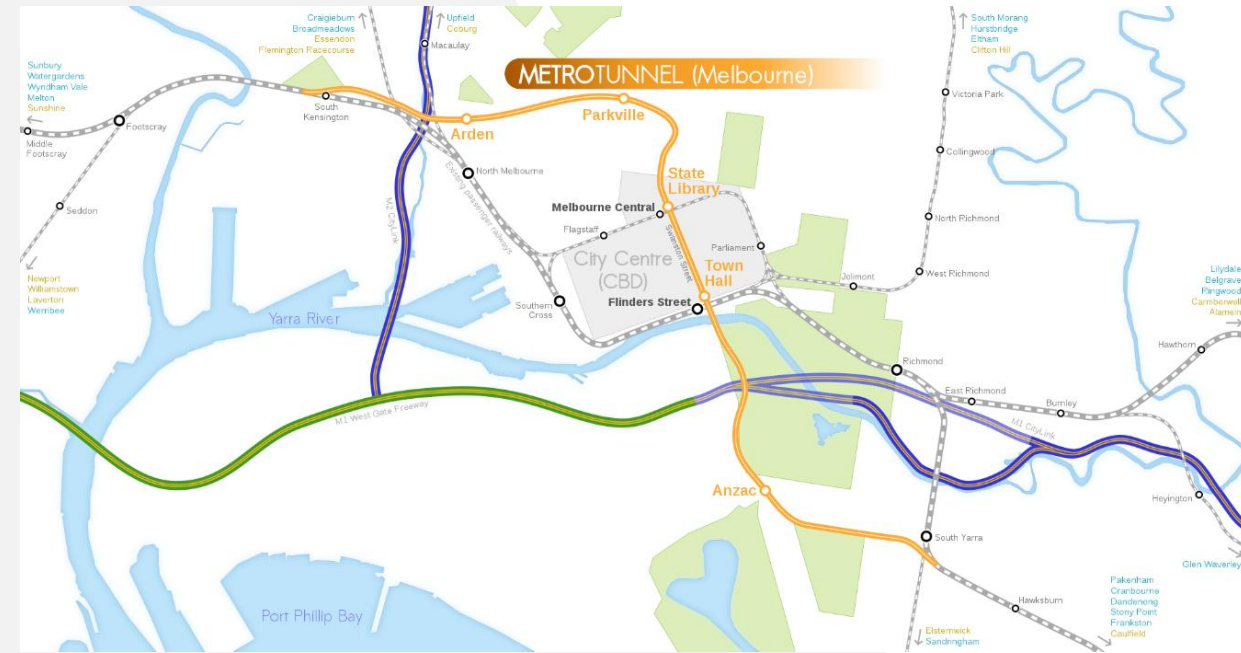 Craigieburn
Broadmeadows
Essendon
Flemington Racecourse
Upfield
Coburg
Macaulay
South Morang
Hurstbridge
Eltham
Clifton Hill
METROTUNNEL (Melbourne)
Sunbury
Watergardens
Wyndham Vale
Melton
Sunshine
Middle
Footscray
Footscray
South
Kensington
Arden
Parkville
Victoria Park
Collingwood
North Melbourne
Existing passenger railways
State
Library
Seddon
M2 CityLink
Melbourne Central
Flagstaff
Swanston Street
Parliament
North Richmond
City Centre
(CBD)
Town
Hall
Jolimont
West Richmond
Newport
Williamstown
Laverton
Werribee
Southern
Cross
Flinders Street
Yarra River
Lilydale
Belgrave
Ringwood
Camberwell
Alamein
Hawthorn
Richmond
East Richmond
Burnley
M1 West Gate Freeway
M1 CityLink
Anzac
Heyington
South Yarra
Glen Waverley
Port Phillip Bay
Hawksburn
Pakenham
Cranbourne
Dandenong
Stony Point
Frankston
Caulfield
Elsternwick
Sandringham